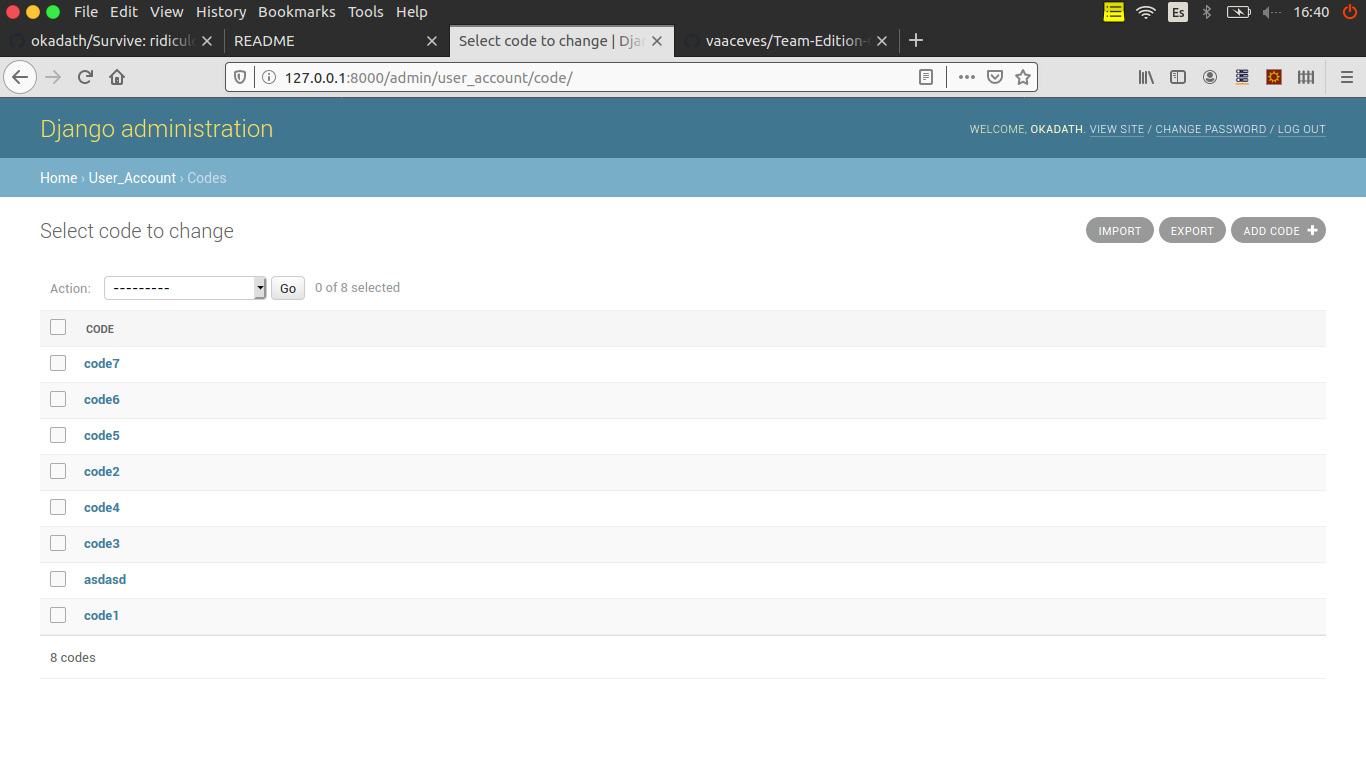 File Edit View History Bookmarks Tools Help Es 16:40
okadath/Survive: ridicul README Select code to change | Dja vaaceves/Team-Edition-
127.0.0.1:8000/admin/user_account/code/
Django administration WELCOME, OKADATH. VIEW SITE / CHANGE PASSWORD / LOG OUT
Home › User_Account › Codes
Select code to change IMPORT EXPORT ADD CODE +
Action: --------- Go 0 of 8 selected
CODE
code7
code6
code5
code2
code4
code3
asdasd
code1
8 codes